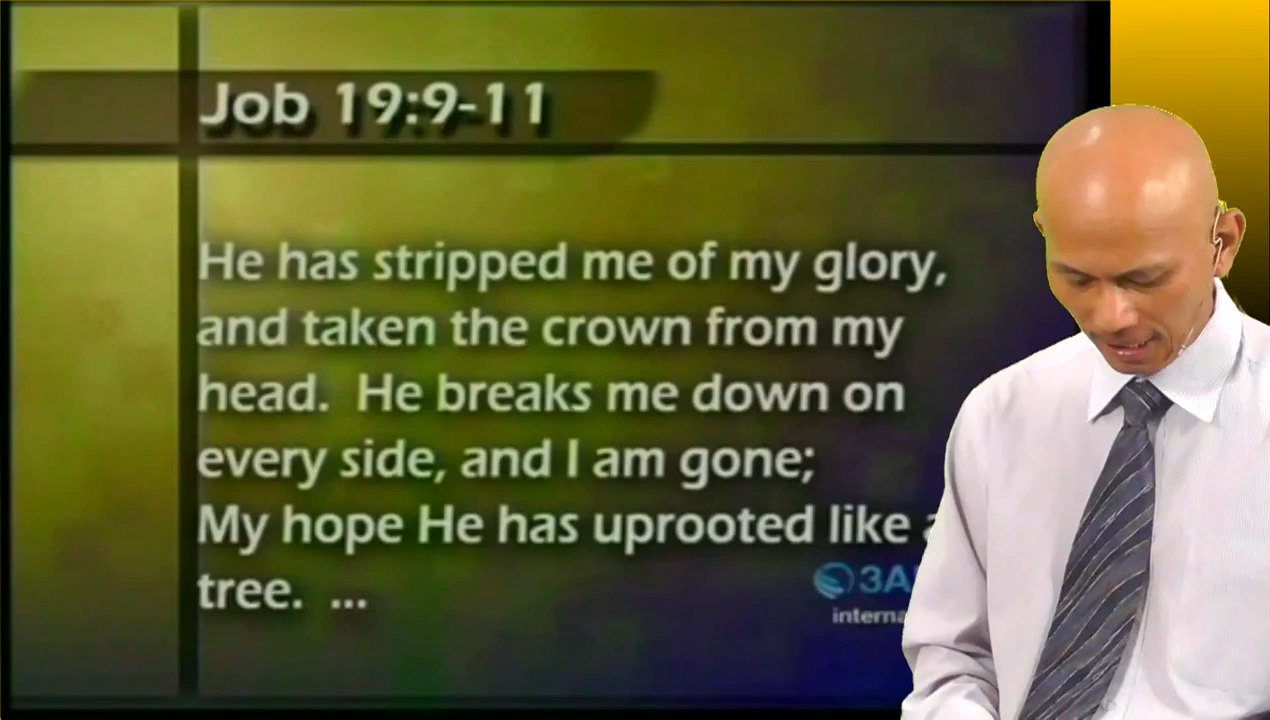 Job 19:9-11
He has stripped me of my glory,
and taken the crown from my
head.  He breaks me down on
every side, and I am gone;
My hope He has uprooted like
tree.  ...